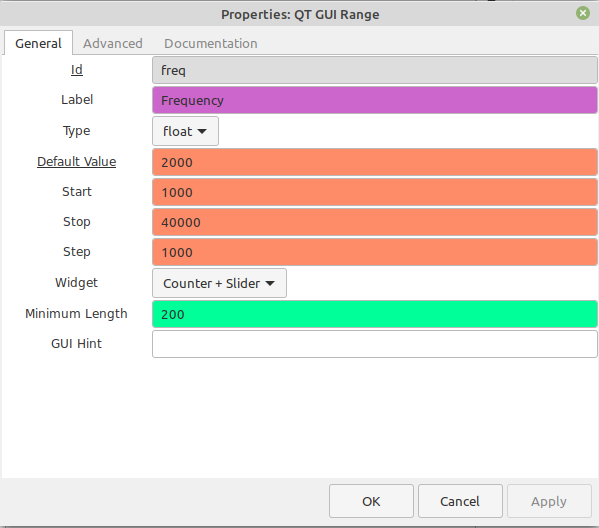 Properties: QT GUI Range
General Advanced Documentation
Id freq
Label Frequency
Type float
Default Value 2000
Start 1000
Stop 40000
Step 1000
Widget Counter + Slider
Minimum Length 200
GUI Hint
OK Cancel Apply